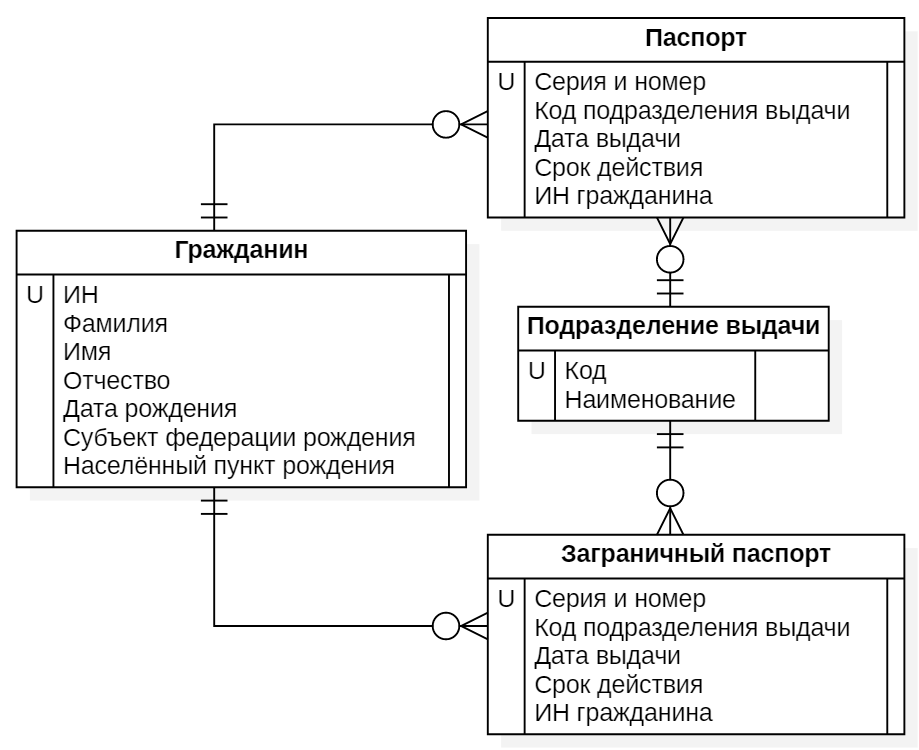 Паспорт
U Серия и номер
Код подразделения выдачи
Дата выдачи
Срок действия
ИН гражданина
Гражданин
U ИН
Фамилия
Имя
Отчество
Дата рождения
Субъект федерации рождения
Населённый пункт рождения
Подразделение выдачи
U Код
Наименование
Заграничный паспорт
U Серия и номер
Код подразделения выдачи
Дата выдачи
Срок действия
ИН гражданина